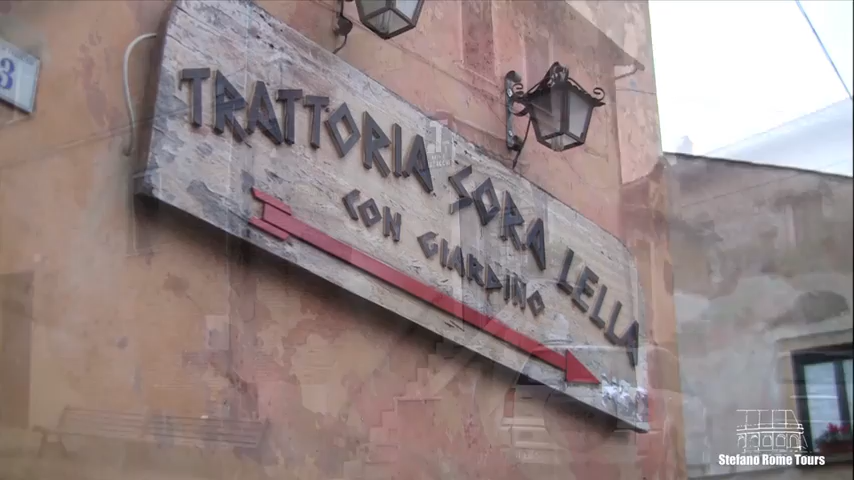 3
TRATTORIA SORA LELLA
CON GIARDINO
Stefano Rome Tours